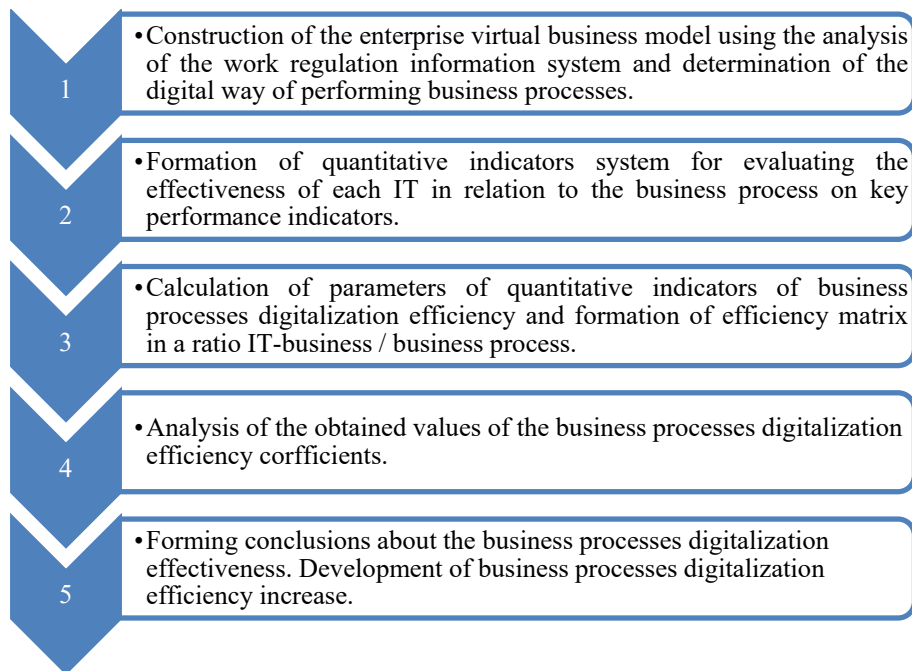 1
•Construction of the enterprise virtual business model using the analysis
of the work regulation information system and determination of the
digital way of performing business processes.
2
•Formation of quantitative indicators system for evaluating the
effectiveness of each IT in relation to the business process on key
performance indicators.
3
•Calculation of parameters of quantitative indicators of business
processes digitalization efficiency and formation of efficiency matrix
in a ratio IT-business / business process.
4
•Analysis of the obtained values of the business processes digitalization
efficiency corfficients.
5
•Forming conclusions about the business processes digitalization
effectiveness. Development of business processes digitalization
efficiency increase.